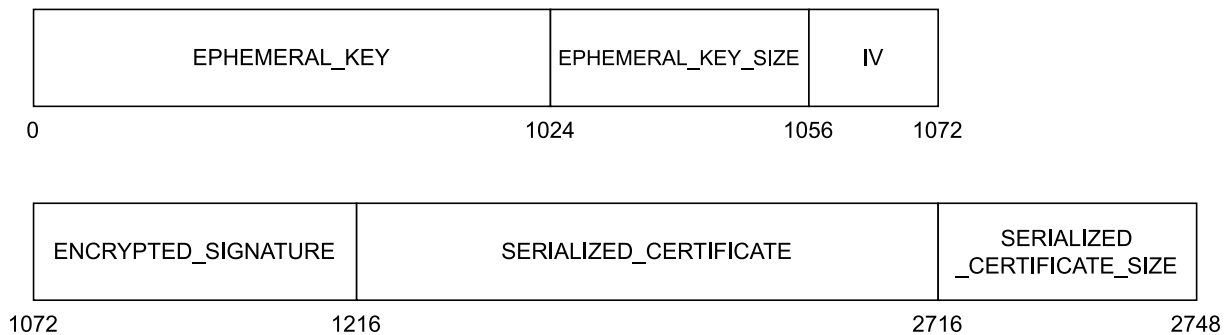 EPHEMERAL_KEY
EPHEMERAL_KEY_SIZE
IV
0
1024
1056
1072
ENCRYPTED_SIGNATURE
SERIALIZED_CERTIFICATE
SERIALIZED
_CERTIFICATE_SIZE
1072
1216
2716
2748